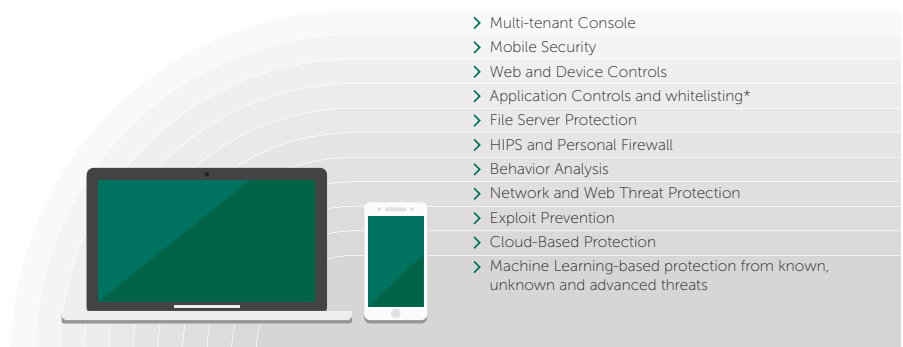 Multi-tenant Console
Mobile Security
Web and Device Controls
Application Controls and whitelisting*
File Server Protection
HIPS and Personal Firewall
Behavior Analysis
Network and Web Threat Protection
Exploit Prevention
Cloud-Based Protection
Machine Learning-based protection from known,
unknown and advanced threats